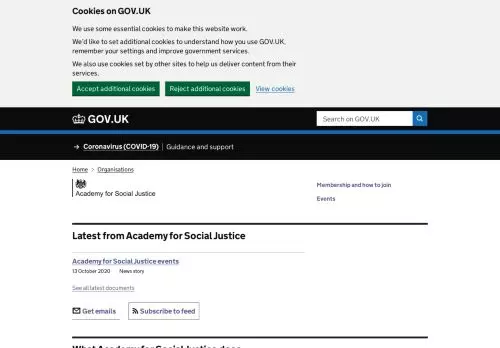 Cookies on GOV.UK
We use some essential cookies to make this website work.
We'd like to set additional cookies to understand how you use GOV.UK,
remember your settings and improve government services.
We also use cookies set by other sites to help us deliver content from their
services.
Accept additional cookies
Reject additional cookies
View cookies
GOV.UK
Search on GOV.UK
→ Coronavirus (COVID-19) | Guidance and support
Home > Organisations
Academy for Social Justice
Membership and how to join
Events
Latest from Academy for Social Justice
Academy for Social Justice events
13 October 2020 News story
See all latest documents
Get emails
Subscribe to feed
What Academy for Social Justice does